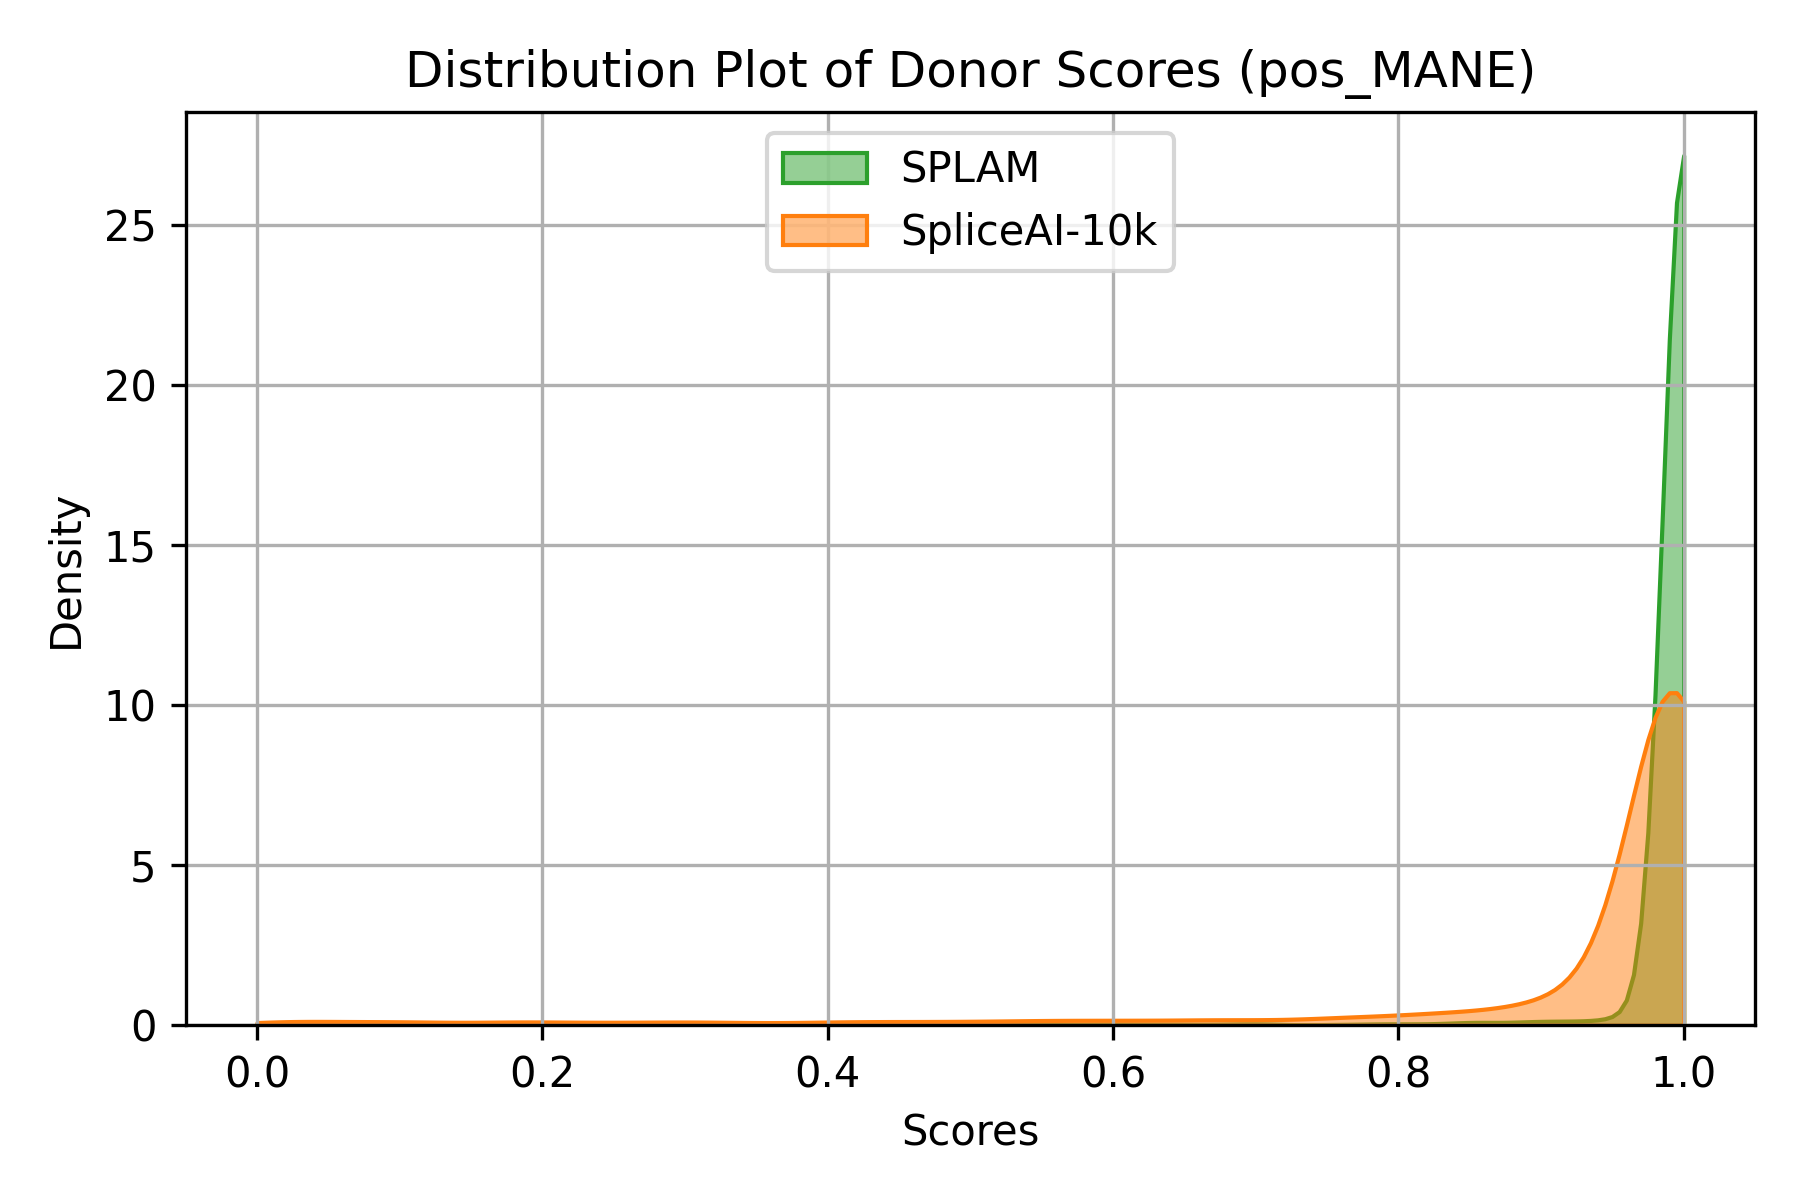 Distribution Plot of Donor Scores (pos_MANE)
SPLAM
SpliceAI-10k
Density
25
20
15
10
5
0
0.0 0.2 0.4 0.6 0.8 1.0
Scores